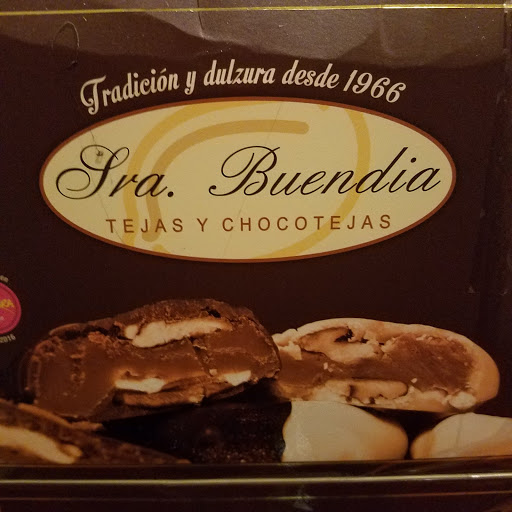 Tradición y dulzura desde 1966
Sra. Buendia
TEJAS Y CHOCOTEJAS